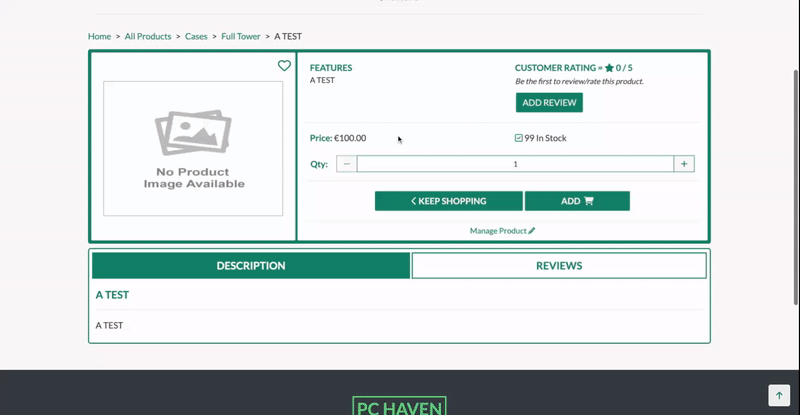 Home > All Products > Cases > Full Tower > A TEST
No Product
Image Available
FEATURES
A TEST
CUSTOMER RATING = 0 / 5
Be the first to review/rate this product.
ADD REVIEW
Price: €100.00
99 In Stock
Qty: − 1 +
KEEP SHOPPING
ADD
Manage Product
DESCRIPTION
REVIEWS
A TEST
A TEST
PC HAVEN